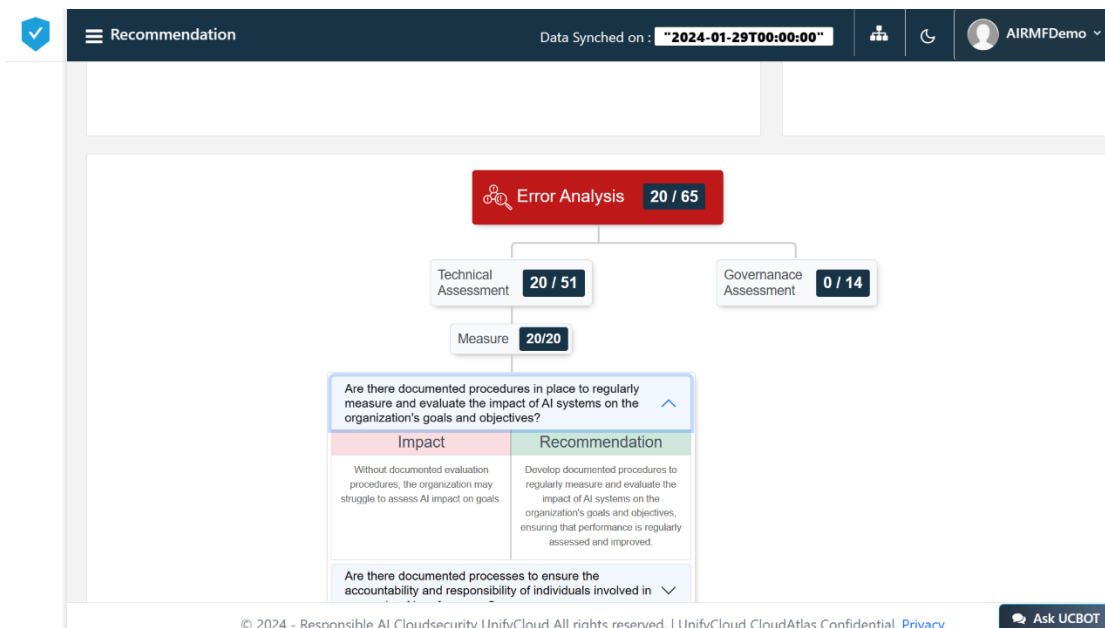 Recommendation
Data Synched on : "2024-01-29T00:00:00"
AIRMFDemo
Error Analysis 20 / 65
Technical
Assessment
20 / 51
Governanace
Assessment
0 / 14
Measure 20/20
Are there documented procedures in place to regularly
measure and evaluate the impact of AI systems on the
organization's goals and objectives?
Impact
Without documented evaluation
procedures, the organization may
struggle to assess AI impact on goals.
Recommendation
Develop documented procedures to
regularly measure and evaluate the
impact of AI systems on the
organization's goals and objectives,
ensuring that performance is regularly
assessed and improved.
Are there documented processes to ensure the
accountability and responsibility of individuals involved in
© 2024 - Responsible AI Cloudsecurity UnifyCloud All rights reserved. | UnifyCloud CloudAtlas Confidential. Privacy
Ask UCBOT